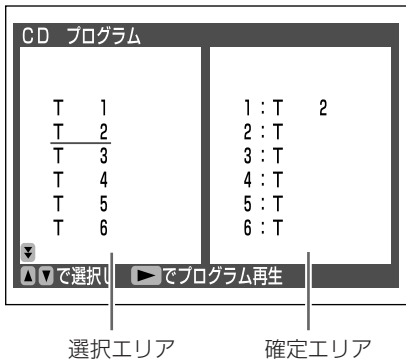 CD プログラム
T 1
T 2
T 3
T 4
T 5
T 6
1:T 2
2:T
3:T
4:T
5:T
6:T
▲▼で選択し ▶でプログラム再生
選択エリア
確定エリア